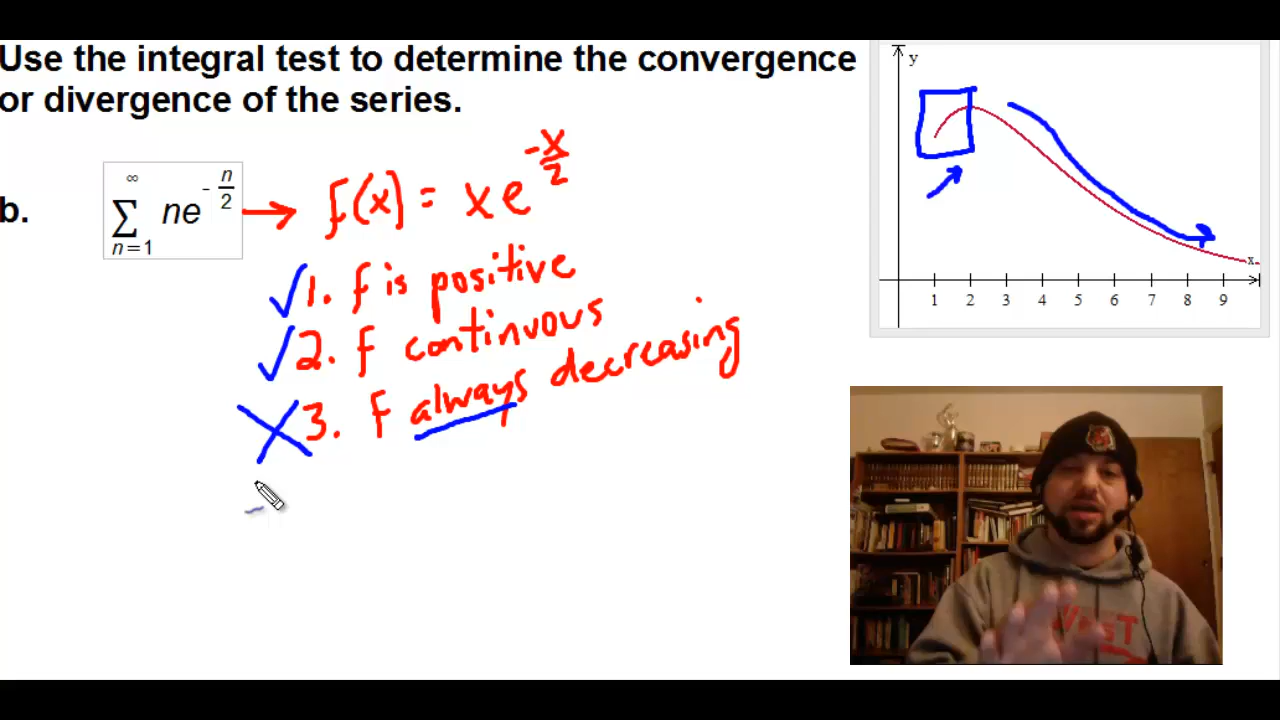 Use the integral test to determine the convergence
or divergence of the series.
b.
∞ Σ n=1 ne^(-n/2) → f(x) = xe^(-x/2)
✓ 1. f is positive
✓ 2. f continuous
X 3. f always decreasing
y
x
1 2 3 4 5 6 7 8 9
WesT